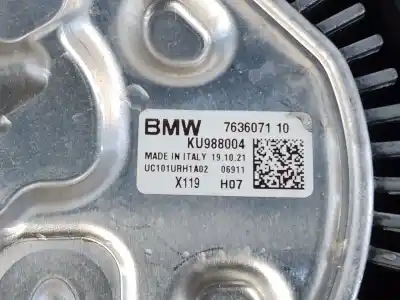 BMW 7636071 10
KU988004
MADE IN ITALY 19.10.21
UC101URH1A02 06911
X119 H07